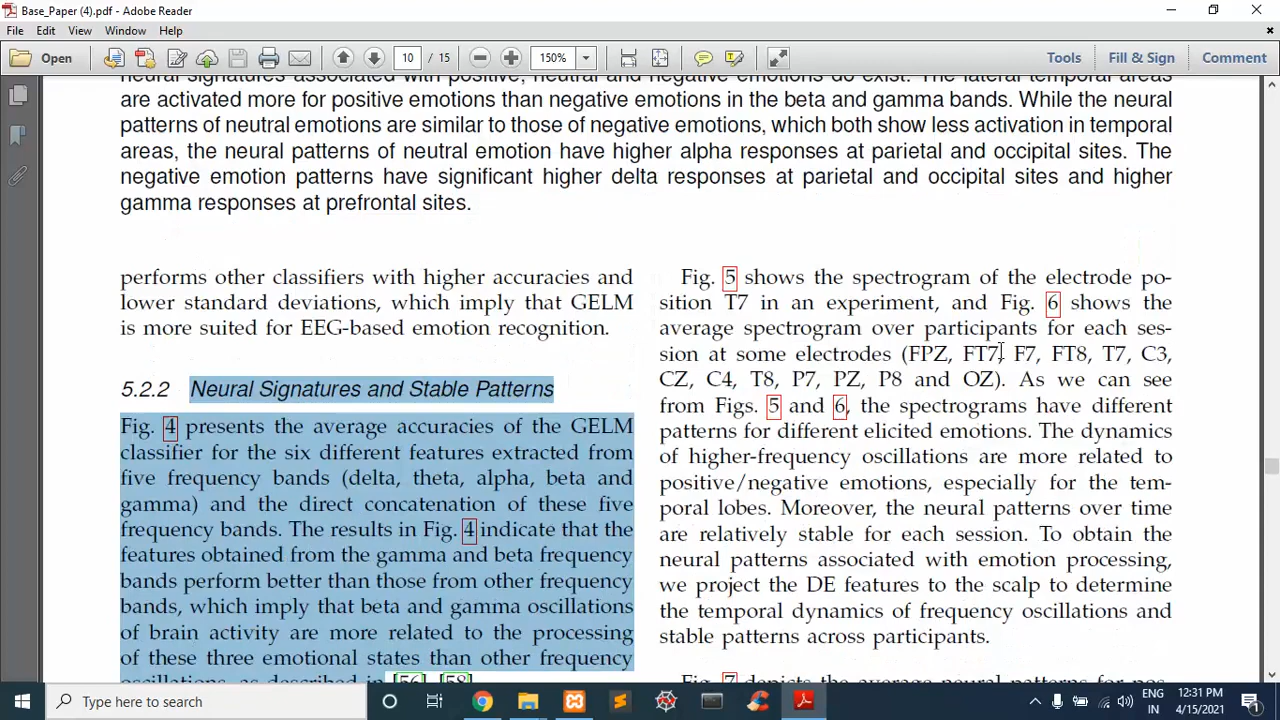 Base_Paper (4).pdf - Adobe Reader
File Edit View Window Help
Open 10 / 15 150% Tools Fill & Sign Comment
neural signatures associated with positive, neutral and negative emotions do exist. The lateral temporal areas
are activated more for positive emotions than negative emotions in the beta and gamma bands. While the neural
patterns of neutral emotions are similar to those of negative emotions, which both show less activation in temporal
areas, the neural patterns of neutral emotion have higher alpha responses at parietal and occipital sites. The
negative emotion patterns have significant higher delta responses at parietal and occipital sites and higher
gamma responses at prefrontal sites.
performs other classifiers with higher accuracies and
lower standard deviations, which imply that GELM
is more suited for EEG-based emotion recognition.
5.2.2 Neural Signatures and Stable Patterns
Fig. 4 presents the average accuracies of the GELM
classifier for the six different features extracted from
five frequency bands (delta, theta, alpha, beta and
gamma) and the direct concatenation of these five
frequency bands. The results in Fig. 4 indicate that the
features obtained from the gamma and beta frequency
bands perform better than those from other frequency
bands, which imply that beta and gamma oscillations
of brain activity are more related to the processing
of these three emotional states than other frequency
oscillations, as described in [56], [58].
Fig. 5 shows the spectrogram of the electrode po-
sition T7 in an experiment, and Fig. 6 shows the
average spectrogram over participants for each ses-
sion at some electrodes (FPZ, FT7, F7, FT8, T7, C3,
CZ, C4, T8, P7, PZ, P8 and OZ). As we can see
from Figs. 5 and 6, the spectrograms have different
patterns for different elicited emotions. The dynamics
of higher-frequency oscillations are more related to
positive/negative emotions, especially for the tem-
poral lobes. Moreover, the neural patterns over time
are relatively stable for each session. To obtain the
neural patterns associated with emotion processing,
we project the DE features to the scalp to determine
the temporal dynamics of frequency oscillations and
stable patterns across participants.
Fig. 7 depicts the average neural patterns for pos-
Type here to search
ENG
IN
12:31 PM
4/15/2021
1